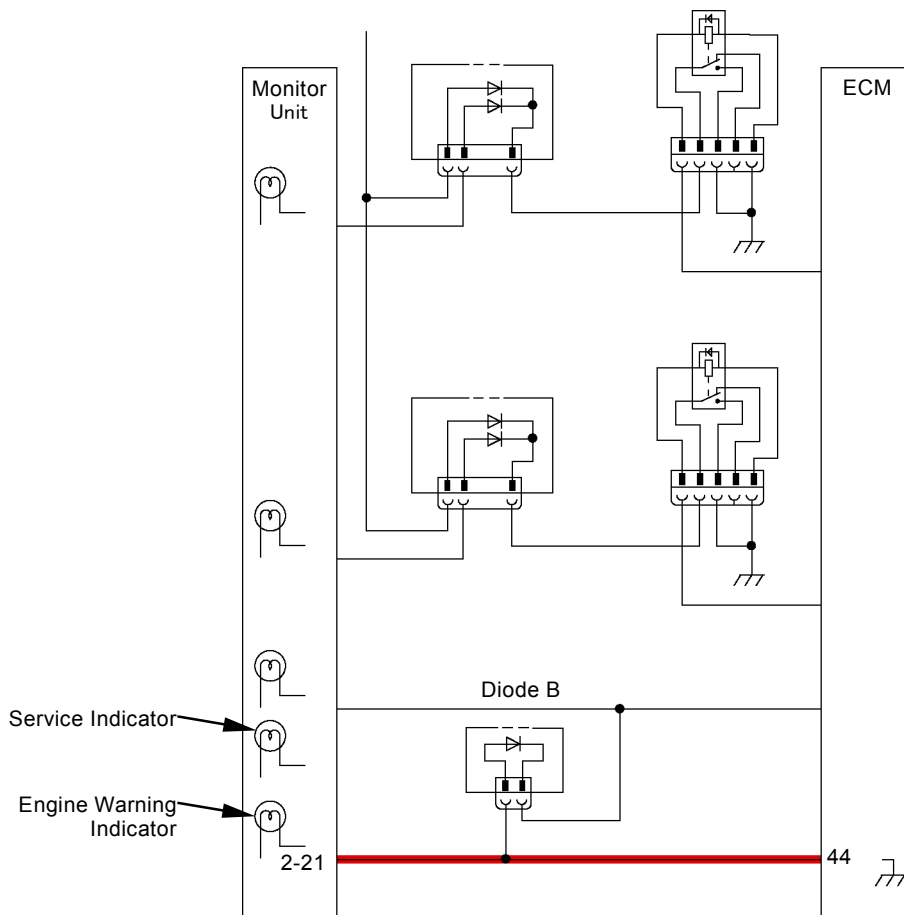 Monitor
Unit
ECM
Diode B
Service Indicator
Engine Warning
Indicator
2-21
44